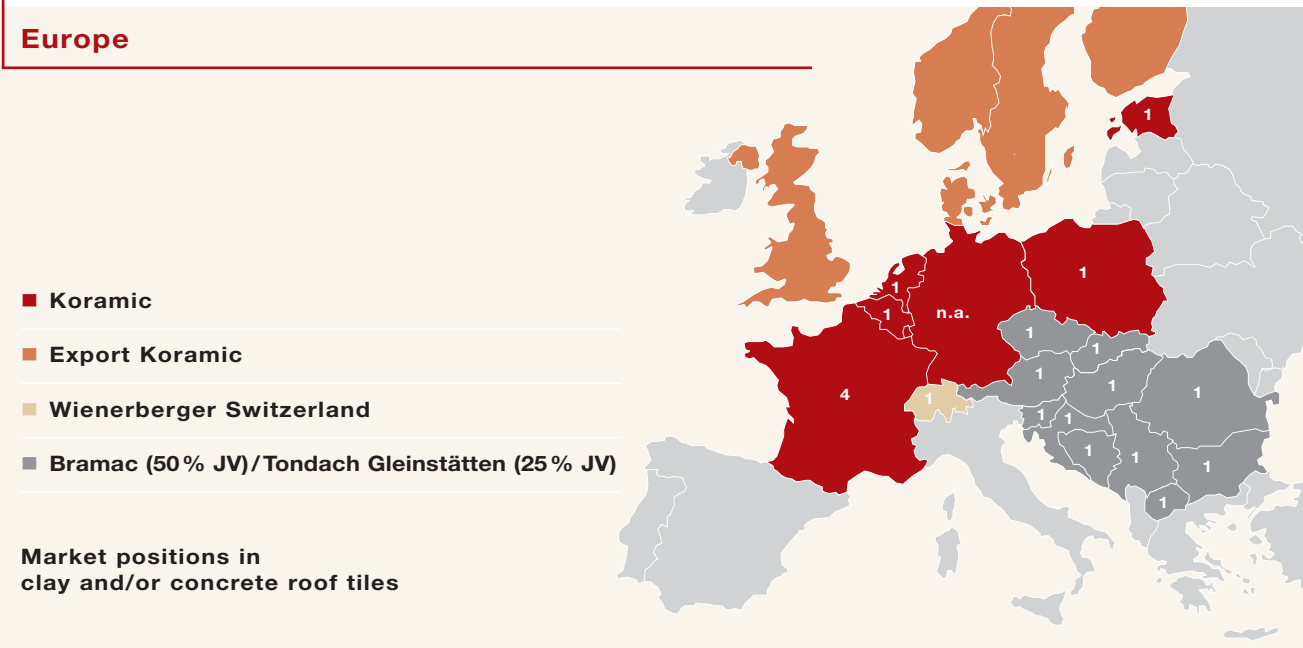 Europe
Koramic
Export Koramic
Wienerberger Switzerland
Bramac (50% JV)/Tondach Gleinstätten (25% JV)
Market positions in
clay and/or concrete roof tiles
1
1
1
1
n.a.
1
1
1
1
4
1
1
1
1
1
1
1
1
1